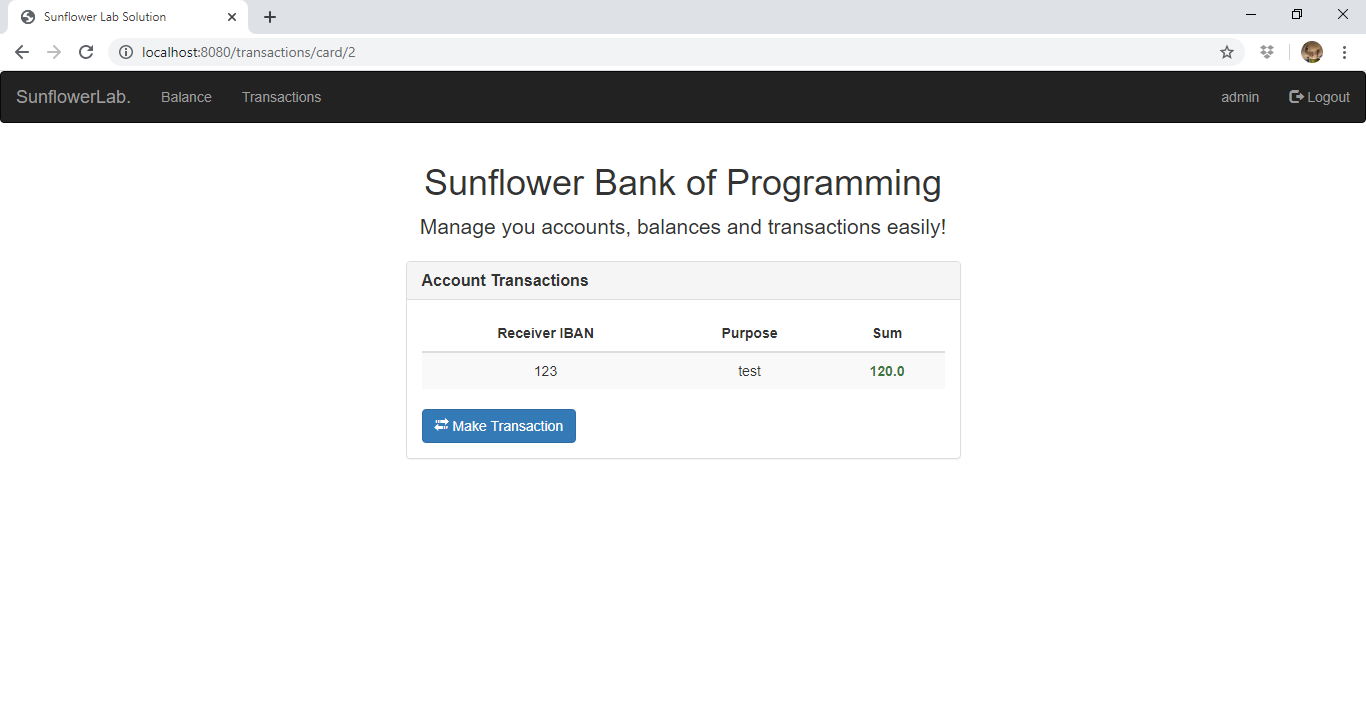 Sunflower Lab Solution
localhost:8080/transactions/card/2
SunflowerLab. Balance Transactions admin Logout
Sunflower Bank of Programming
Manage you accounts, balances and transactions easily!
Account Transactions
Receiver IBAN Purpose Sum
123 test 120.0
Make Transaction